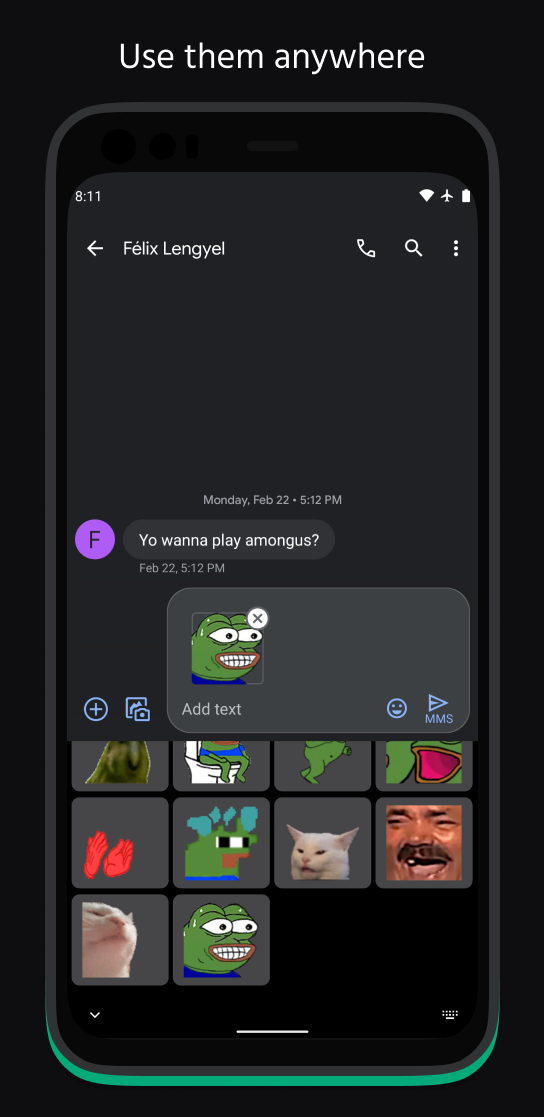 Use them anywhere
8:11
Félix Lengyel
Monday, Feb 22 • 5:12 PM
F
Yo wanna play amongus?
Feb 22, 5:12 PM
Add text
MMS